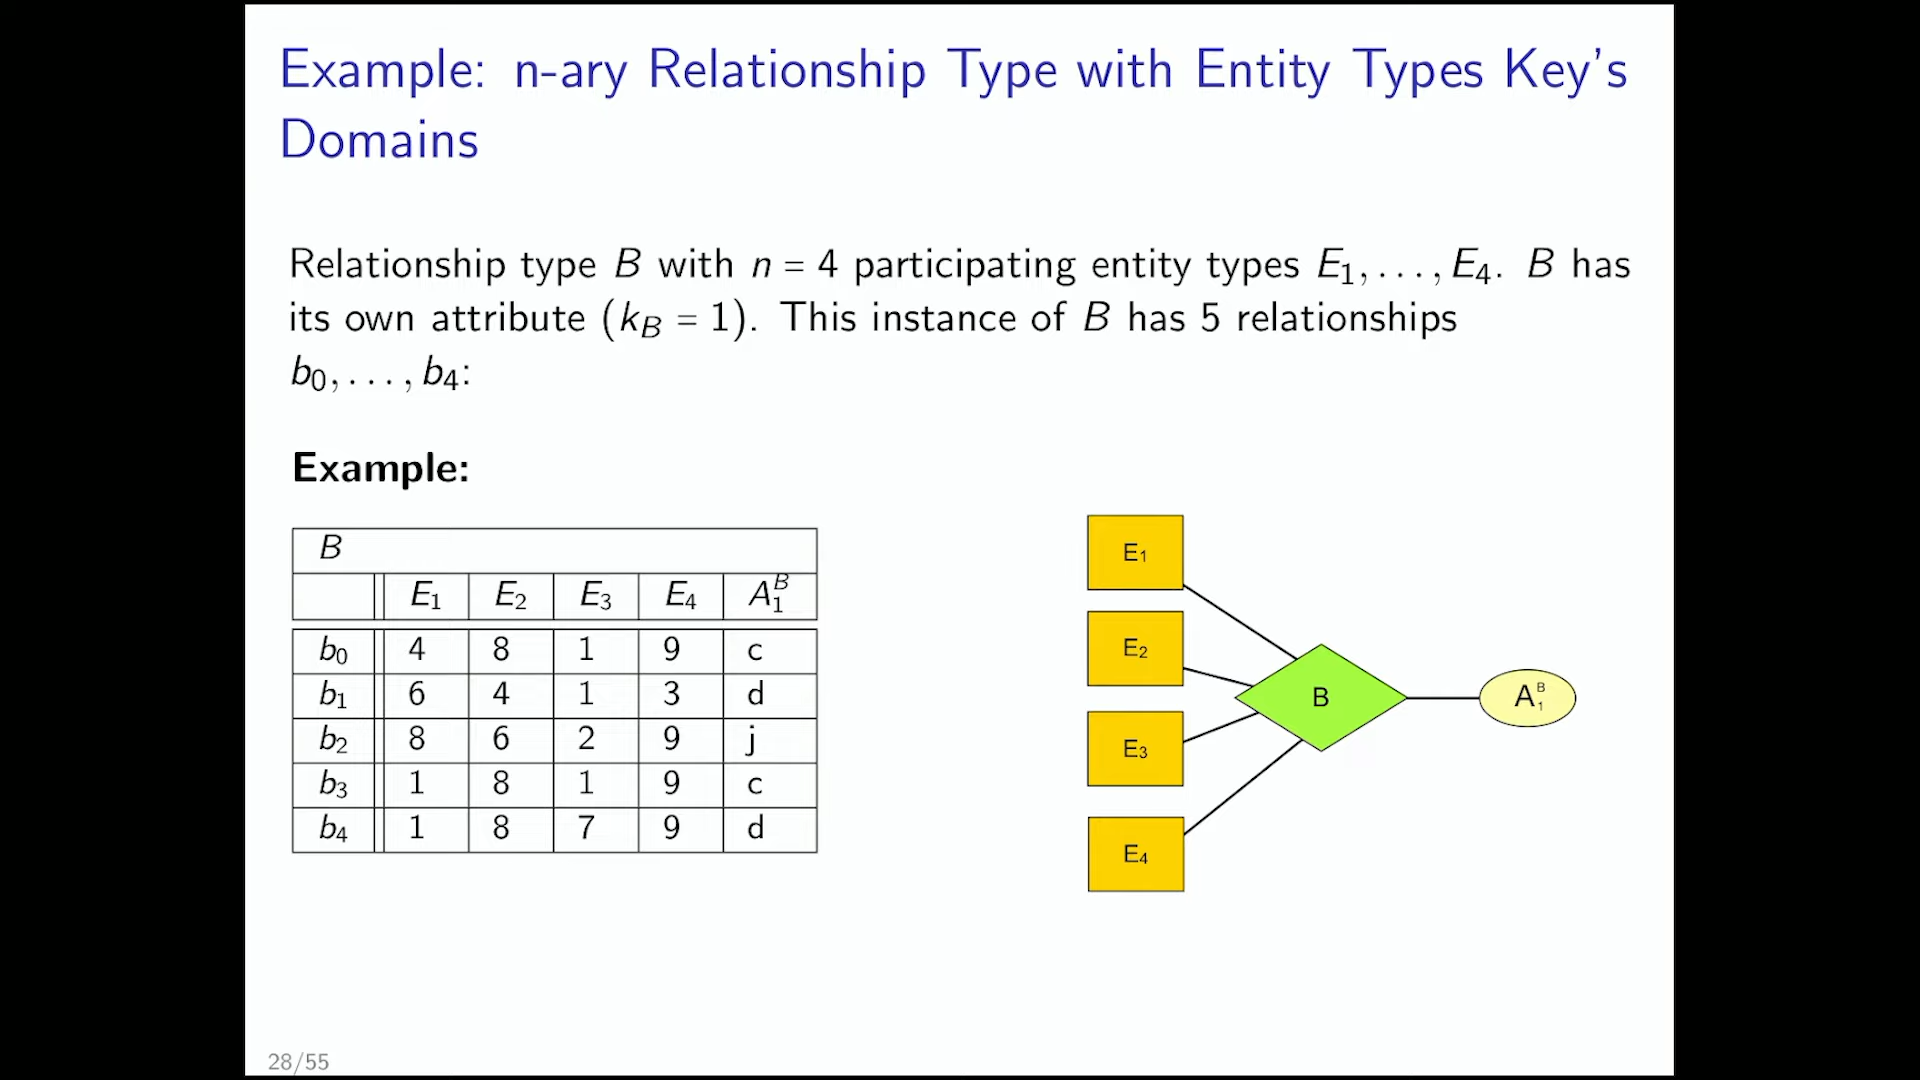 Example: n-ary Relationship Type with Entity Types Key's
Domains
Relationship type B with n = 4 participating entity types E₁, . . . , E₄. B has
its own attribute (k_B = 1). This instance of B has 5 relationships
b₀, . . . , b₄:
Example:
B
E₁ E₂ E₃ E₄ A₁ᴮ
b₀ 4 8 1 9 c
b₁ 6 4 1 3 d
b₂ 8 6 2 9 j
b₃ 1 8 1 9 c
b₄ 1 8 7 9 d
E₁
E₂
B
A₁ᴮ
E₃
E₄
28/55